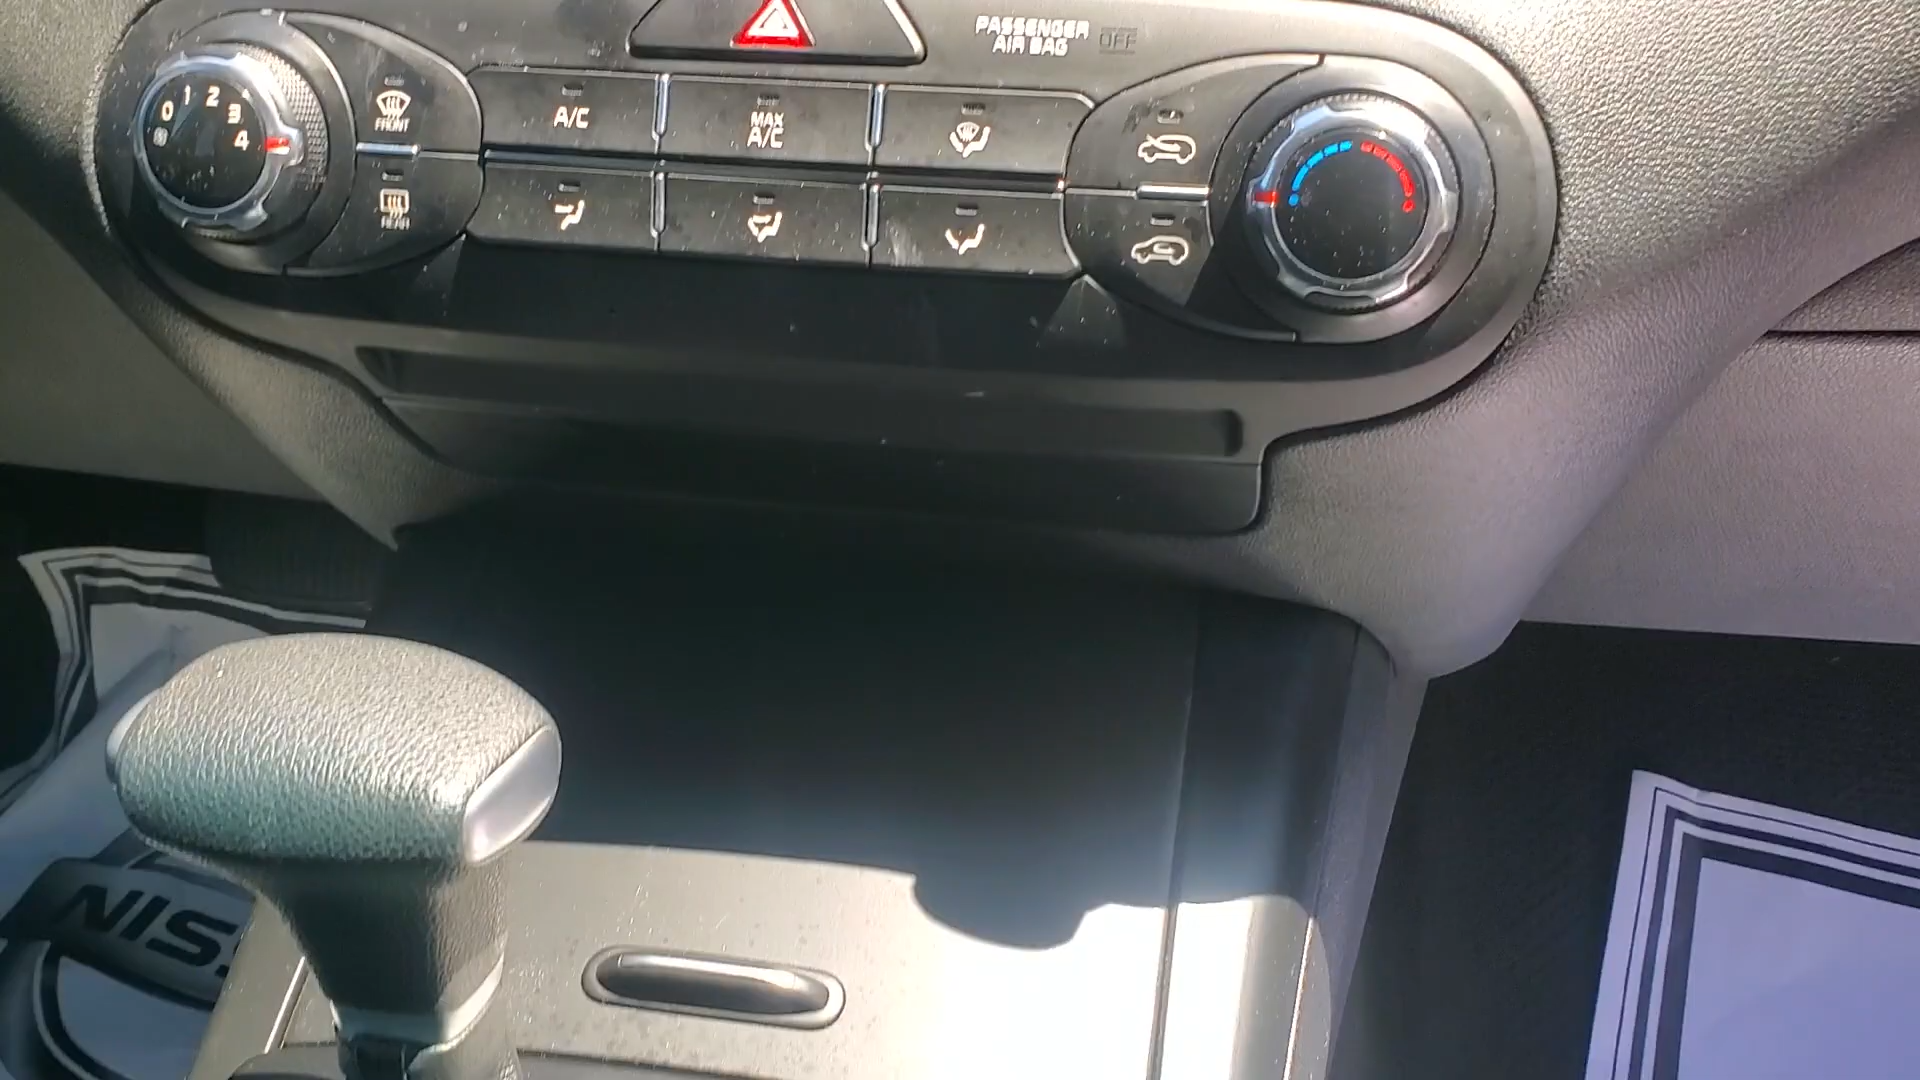 PASSENGER
AIR BAG OFF
0 1 2 3 4
FRONT
A/C
MAX
A/C
REAR
NISS